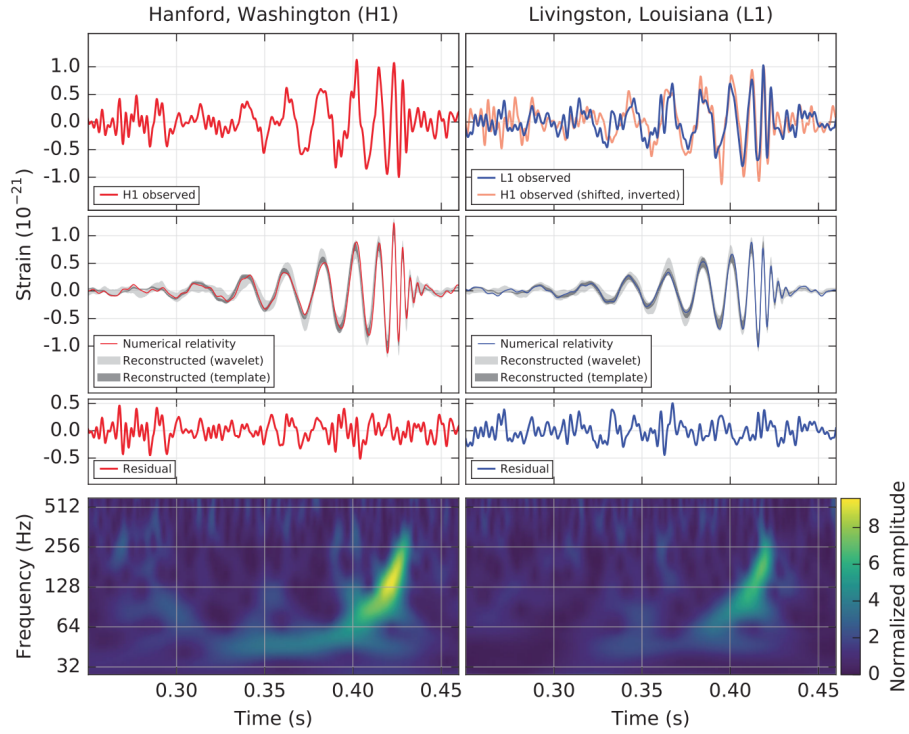 Hanford, Washington (H1)
Livingston, Louisiana (L1)
Strain (10⁻²¹)
1.0
0.5
0.0
-0.5
-1.0
H1 observed
L1 observed
H1 observed (shifted, inverted)
1.0
0.5
0.0
-0.5
-1.0
Numerical relativity
Reconstructed (wavelet)
Reconstructed (template)
Numerical relativity
Reconstructed (wavelet)
Reconstructed (template)
0.5
0.0
-0.5
Residual
Residual
Frequency (Hz)
512
256
128
64
32
0.30
0.35
0.40
0.45
Time (s)
0.30
0.35
0.40
0.45
Time (s)
8
6
4
2
0
Normalized amplitude